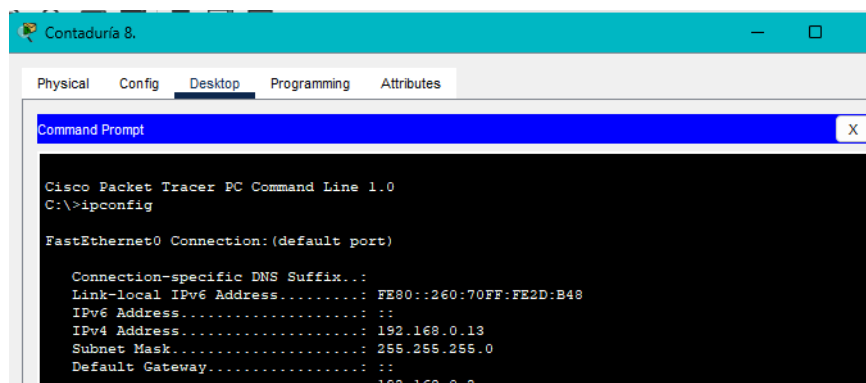 Contaduría 8.
Physical Config Desktop Programming Attributes
Command Prompt
X
Cisco Packet Tracer PC Command Line 1.0
C:\>ipconfig
FastEthernet0 Connection:(default port)
Connection-specific DNS Suffix..:
Link-local IPv6 Address.........: FE80::260:70FF:FE2D:B48
IPv6 Address....................: ::
IPv4 Address....................: 192.168.0.13
Subnet Mask.....................: 255.255.255.0
Default Gateway.................: ::